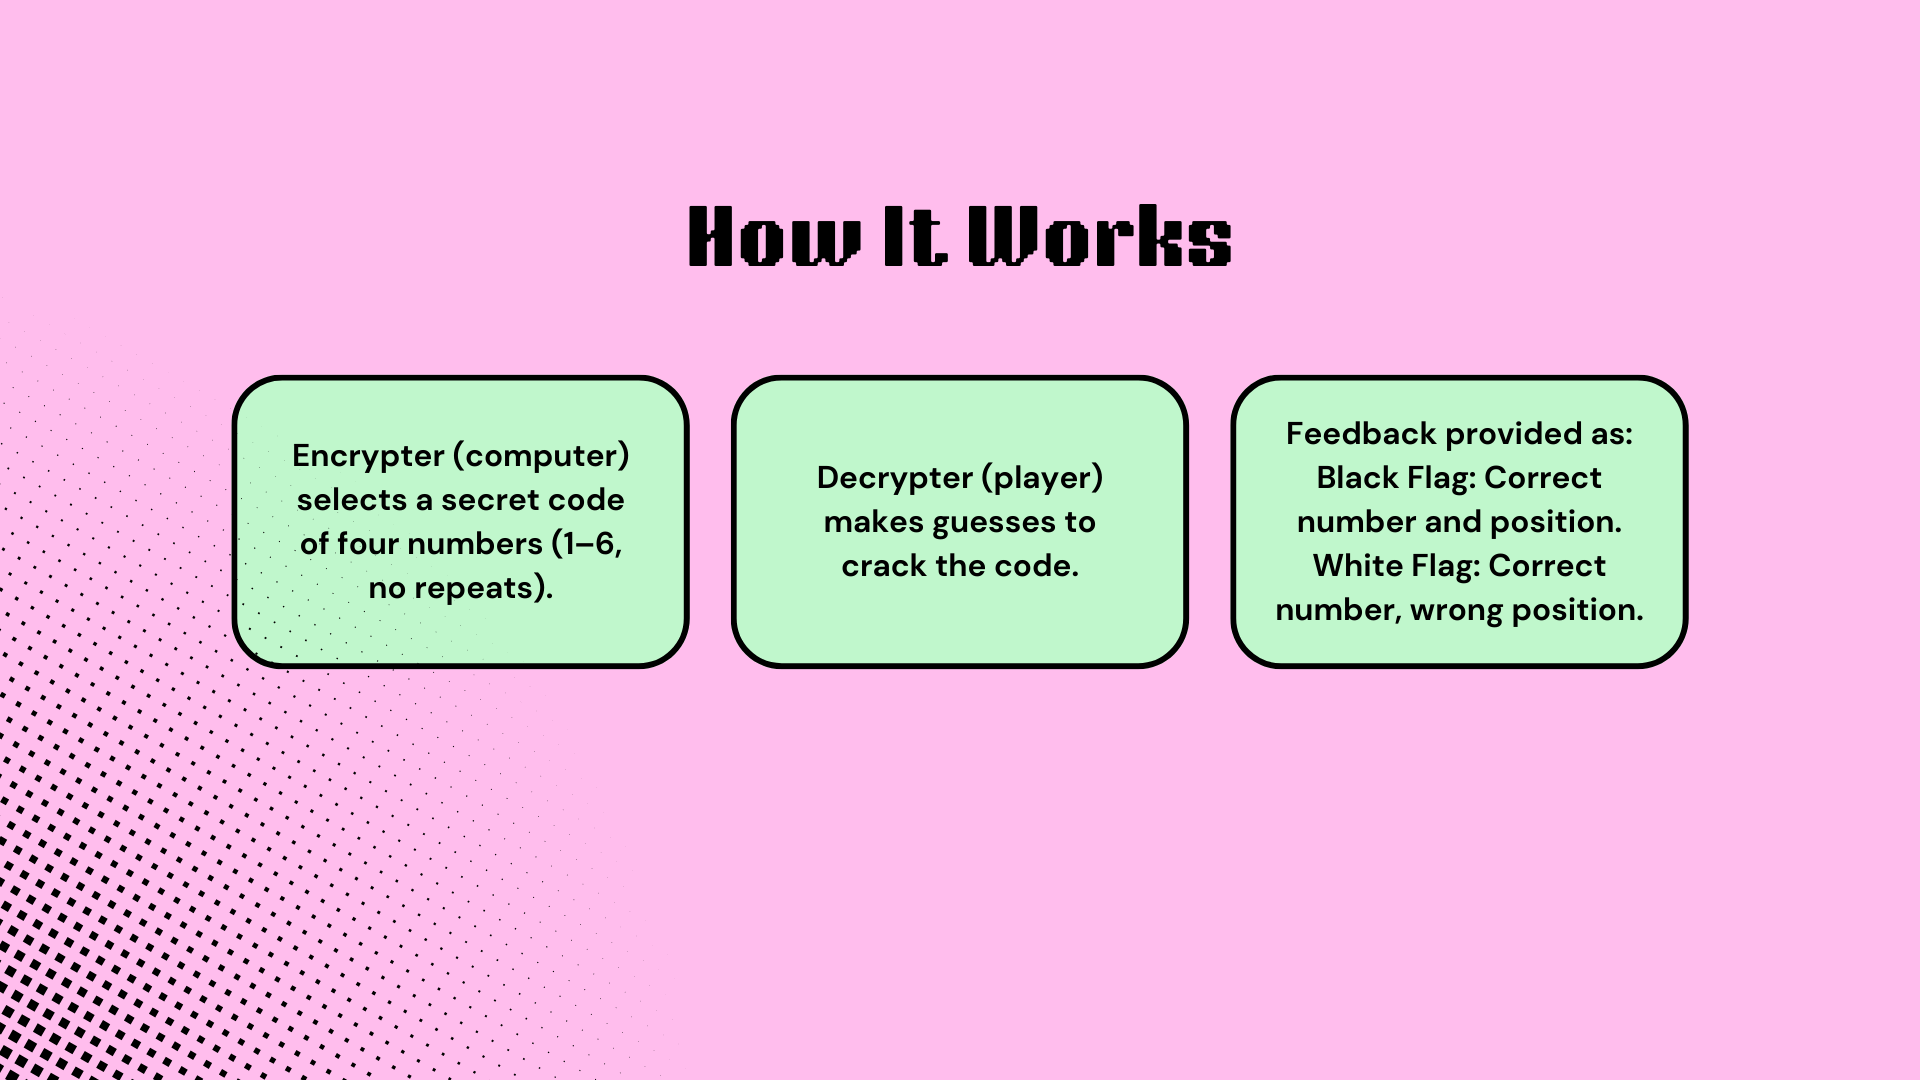 How It Works
Encrypter (computer)
selects a secret code
of four numbers (1–6,
no repeats).
Decrypter (player)
makes guesses to
crack the code.
Feedback provided as:
Black Flag: Correct
number and position.
White Flag: Correct
number, wrong position.